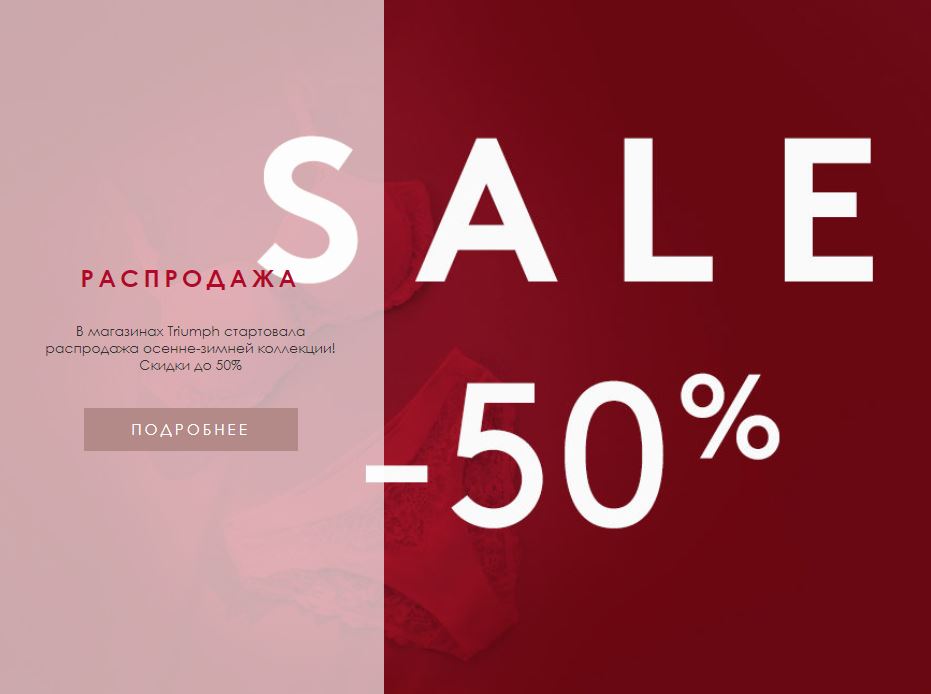 SALE
-50%
РАСПРОДАЖА
В магазинах Triumph стартовала
распродажа осенне-зимней коллекции!
Скидки до 50%
ПОДРОБНЕЕ